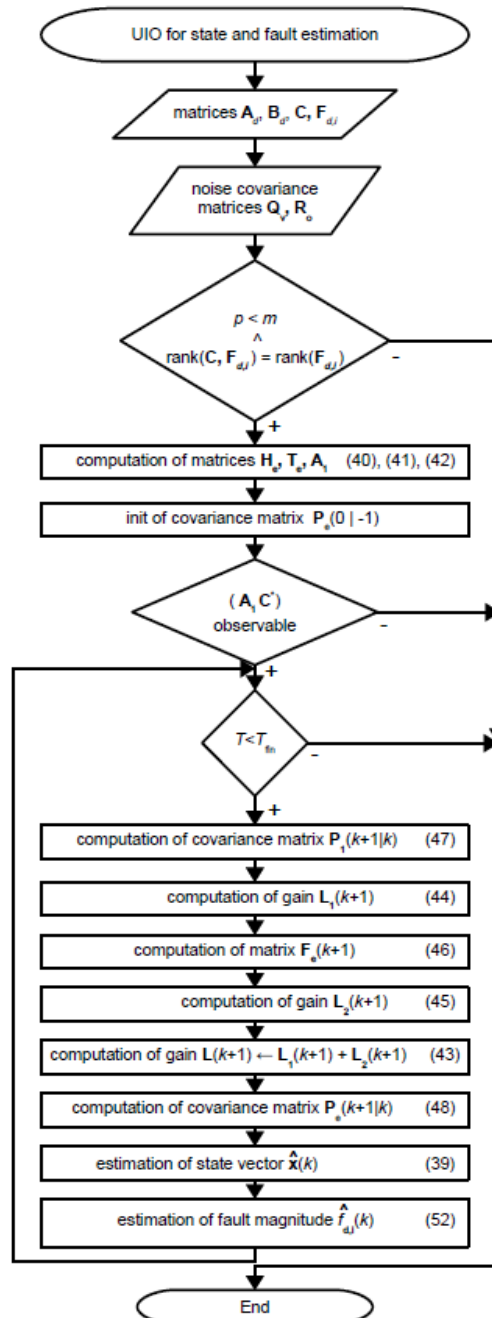 UIO for state and fault estimation
matrices A_d, B_d, C, F_d,i
noise covariance
matrices Q_v, R_o
p < m
^
rank(C, F_d,i) = rank(F_d,i)
-
+
computation of matrices H_e, T_e, A_1 (40), (41), (42)
init of covariance matrix P_e(0 | -1)
( A_1 C* )
observable
-
+
T<T_fin
-
+
computation of covariance matrix P_1(k+1|k) (47)
computation of gain L_1(k+1) (44)
computation of matrix F_e(k+1) (46)
computation of gain L_2(k+1) (45)
computation of gain L(k+1) ← L_1(k+1) + L_2(k+1) (43)
computation of covariance matrix P_e(k+1|k) (48)
estimation of state vector x̂(k) (39)
estimation of fault magnitude f̂_d,i(k) (52)
End